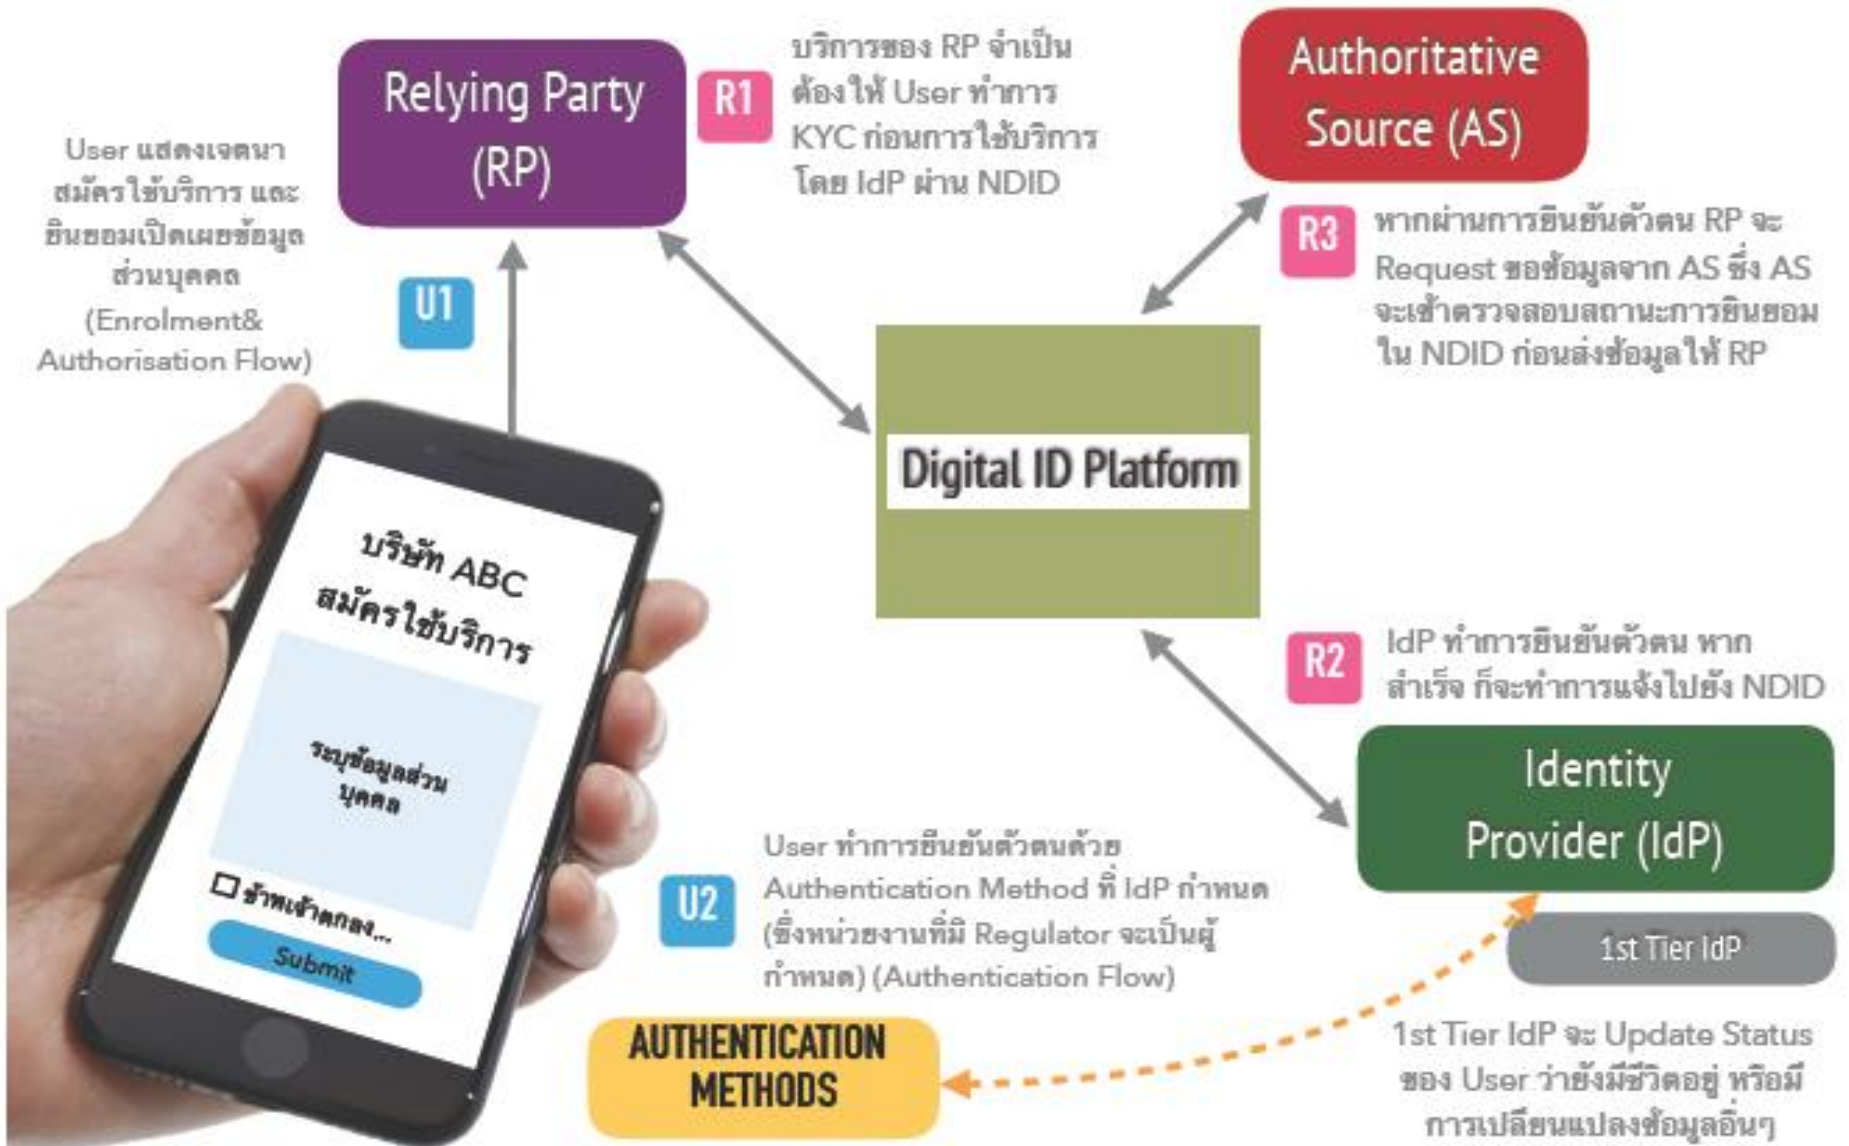 Relying Party
(RP)
R1
บริการของ RP จำเป็น
ต้องให้ User ทำการ
KYC ก่อนการใช้บริการ
โดย IdP ผ่าน NDID
Authoritative
Source (AS)
R3
หากผ่านการยืนยันตัวตน RP จะ
Request ขอข้อมูลจาก AS ซึ่ง AS
จะเข้าตรวจสอบสถานะการยินยอม
ใน NDID ก่อนส่งข้อมูลให้ RP
User แสดงเจตนา
สมัครใช้บริการ และ
ยินยอมเปิดเผยข้อมูล
ส่วนบุคคล
(Enrolment&
Authorisation Flow)
U1
Digital ID Platform
บริษัท ABC
สมัครใช้บริการ
ระบุข้อมูลส่วน
บุคคล
ข้าพเจ้าตกลง...
Submit
R2
IdP ทำการยืนยันตัวตน หาก
สำเร็จ ก็จะทำการแจ้งไปยัง NDID
Identity
Provider (IdP)
1st Tier IdP
1st Tier IdP จะ Update Status
ของ User ว่ายังมีชีวิตอยู่ หรือมี
การเปลี่ยนแปลงข้อมูลอื่นๆ
U2
User ทำการยืนยันตัวตนด้วย
Authentication Method ที่ IdP กำหนด
(ซึ่งหน่วยงานที่มี Regulator จะเป็นผู้
กำหนด) (Authentication Flow)
AUTHENTICATION
METHODS